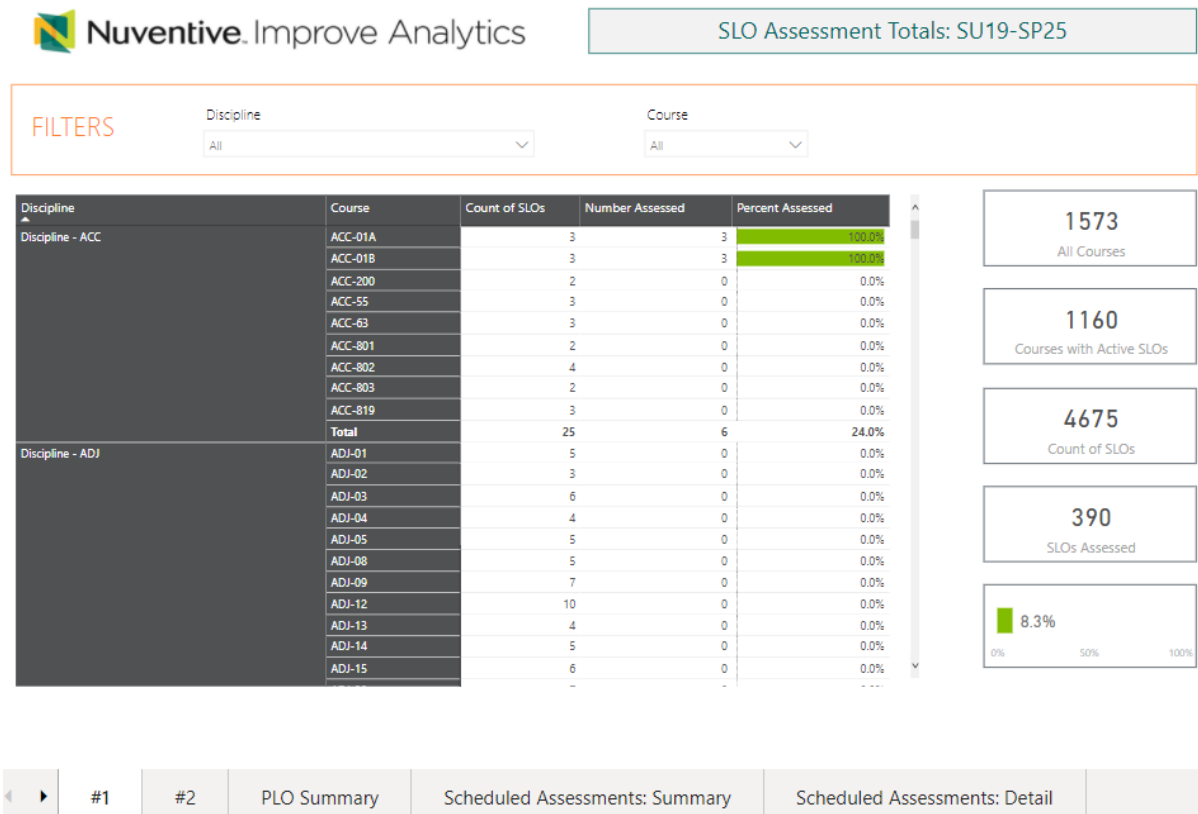 Nuventive. Improve Analytics
SLO Assessment Totals: SU19-SP25
FILTERS
Discipline
Course
All
All
Discipline Course Count of SLOs Number Assessed Percent Assessed
Discipline - ACC ACC-01A 3 3 100.0%
ACC-01B 3 3 100.0%
ACC-200 2 0 0.0%
ACC-55 3 0 0.0%
ACC-63 3 0 0.0%
ACC-801 2 0 0.0%
ACC-802 4 0 0.0%
ACC-803 2 0 0.0%
ACC-819 3 0 0.0%
Total 25 6 24.0%
Discipline - ADJ ADJ-01 5 0 0.0%
ADJ-02 3 0 0.0%
ADJ-03 6 0 0.0%
ADJ-04 4 0 0.0%
ADJ-05 5 0 0.0%
ADJ-08 5 0 0.0%
ADJ-09 7 0 0.0%
ADJ-12 10 0 0.0%
ADJ-13 4 0 0.0%
ADJ-14 5 0 0.0%
ADJ-15 6 0 0.0%
1573
All Courses
1160
Courses with Active SLOs
4675
Count of SLOs
390
SLOs Assessed
8.3%
0% 50% 100%
#1 #2 PLO Summary Scheduled Assessments: Summary Scheduled Assessments: Detail